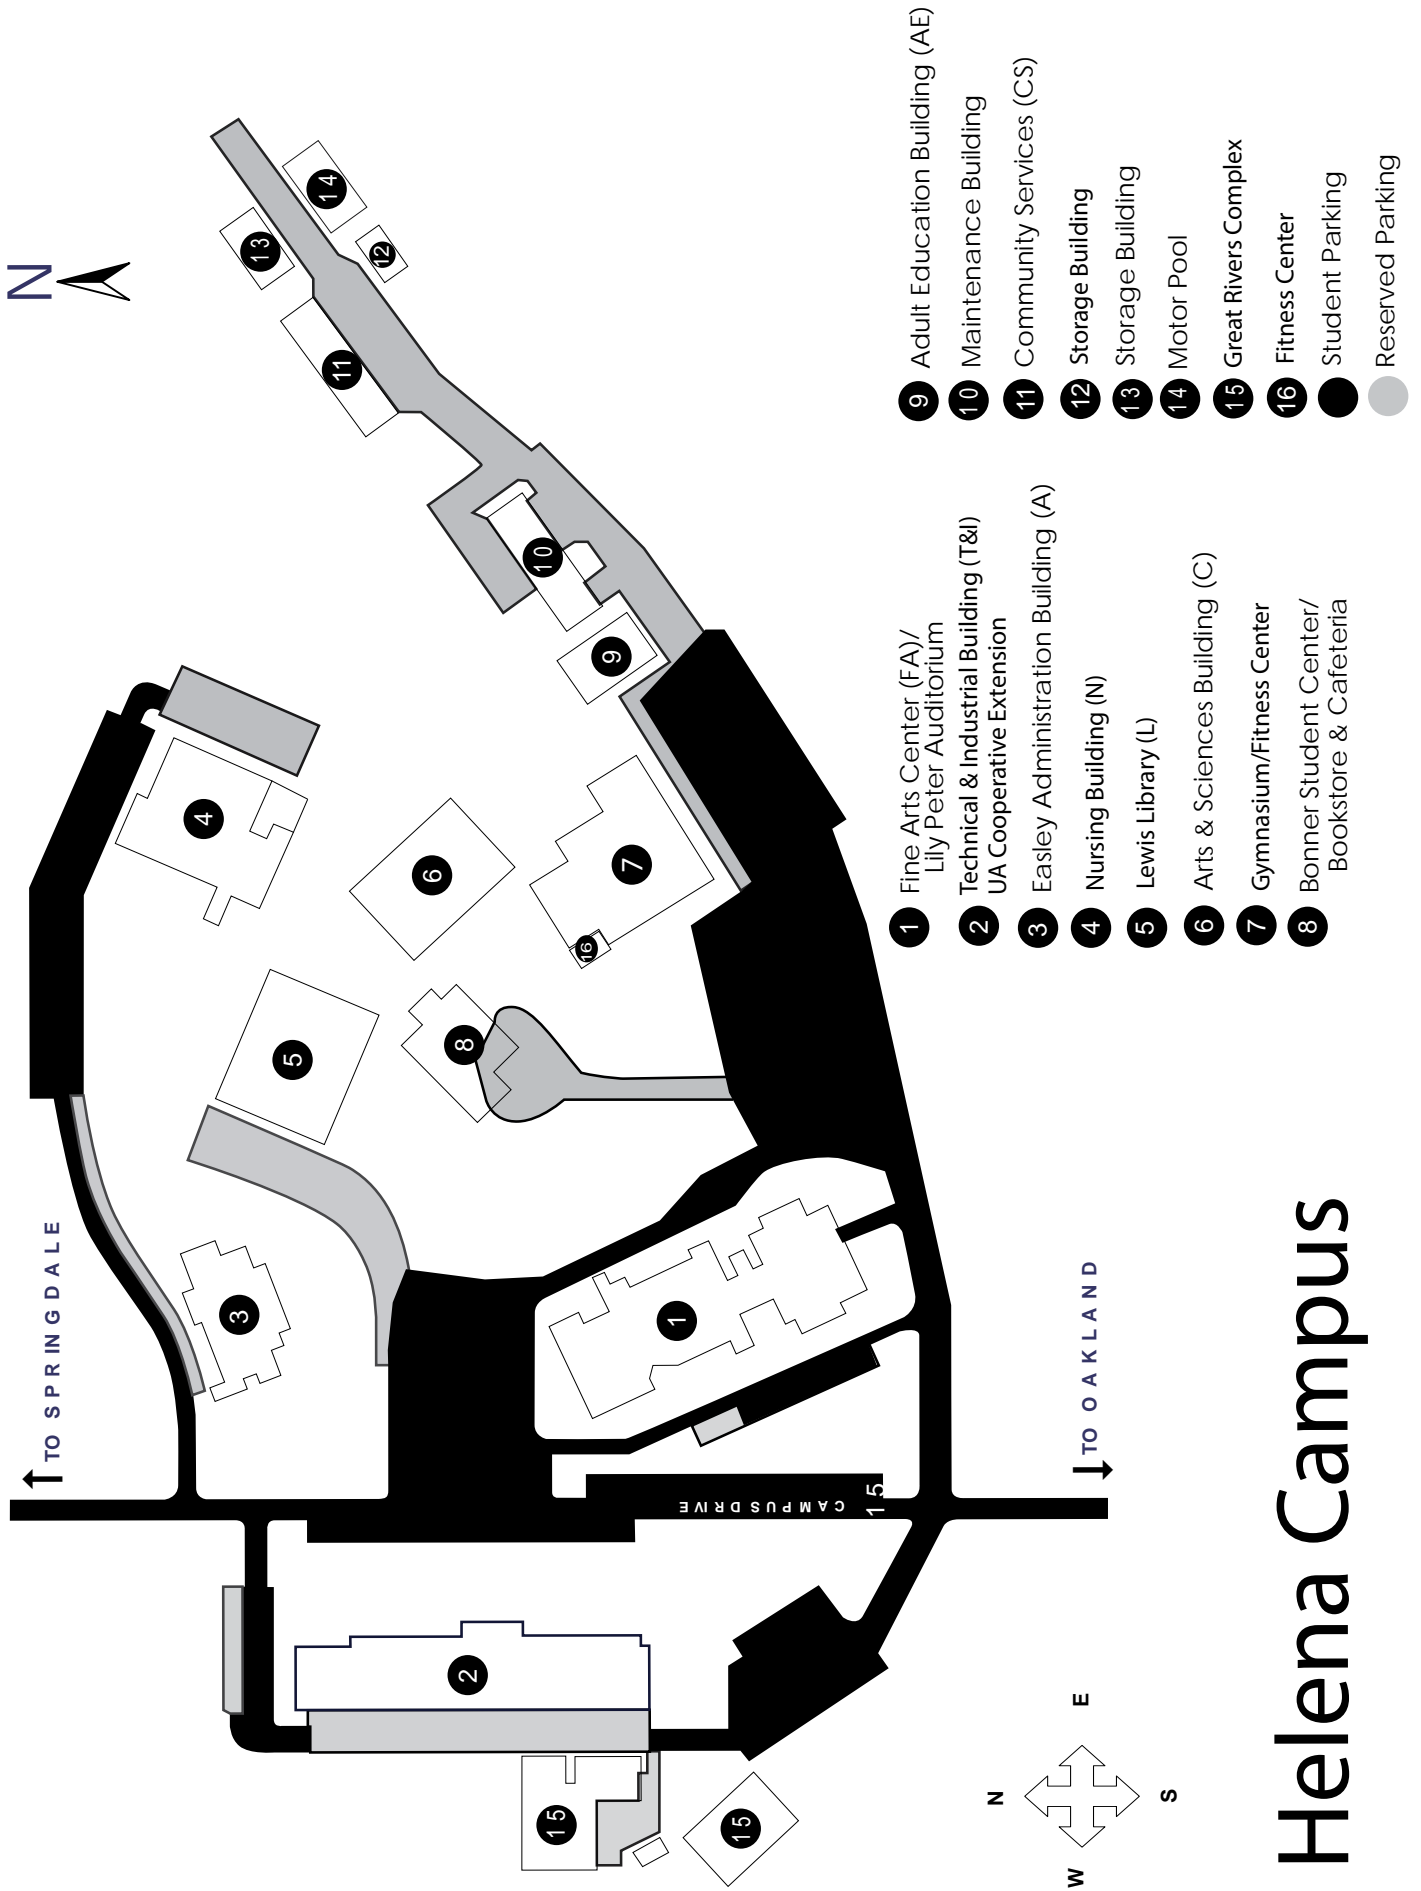 N
TO SPRINGDALE
TO OAKLAND
CAMPUS DRIVE
15
1
2
3
4
5
6
7
8
9
10
11
12
13
14
15
15
16
N
E
S
W
Helena Campus
1 Fine Arts Center (FA)/
Lily Peter Auditorium
2 Technical & Industrial Building (T&I)
UA Cooperative Extension
3 Easley Administration Building (A)
4 Nursing Building (N)
5 Lewis Library (L)
6 Arts & Sciences Building (C)
7 Gymnasium/Fitness Center
8 Bonner Student Center/
Bookstore & Cafeteria
9 Adult Education Building (AE)
10 Maintenance Building
11 Community Services (CS)
12 Storage Building
13 Storage Building
14 Motor Pool
15 Great Rivers Complex
16 Fitness Center
Student Parking
Reserved Parking